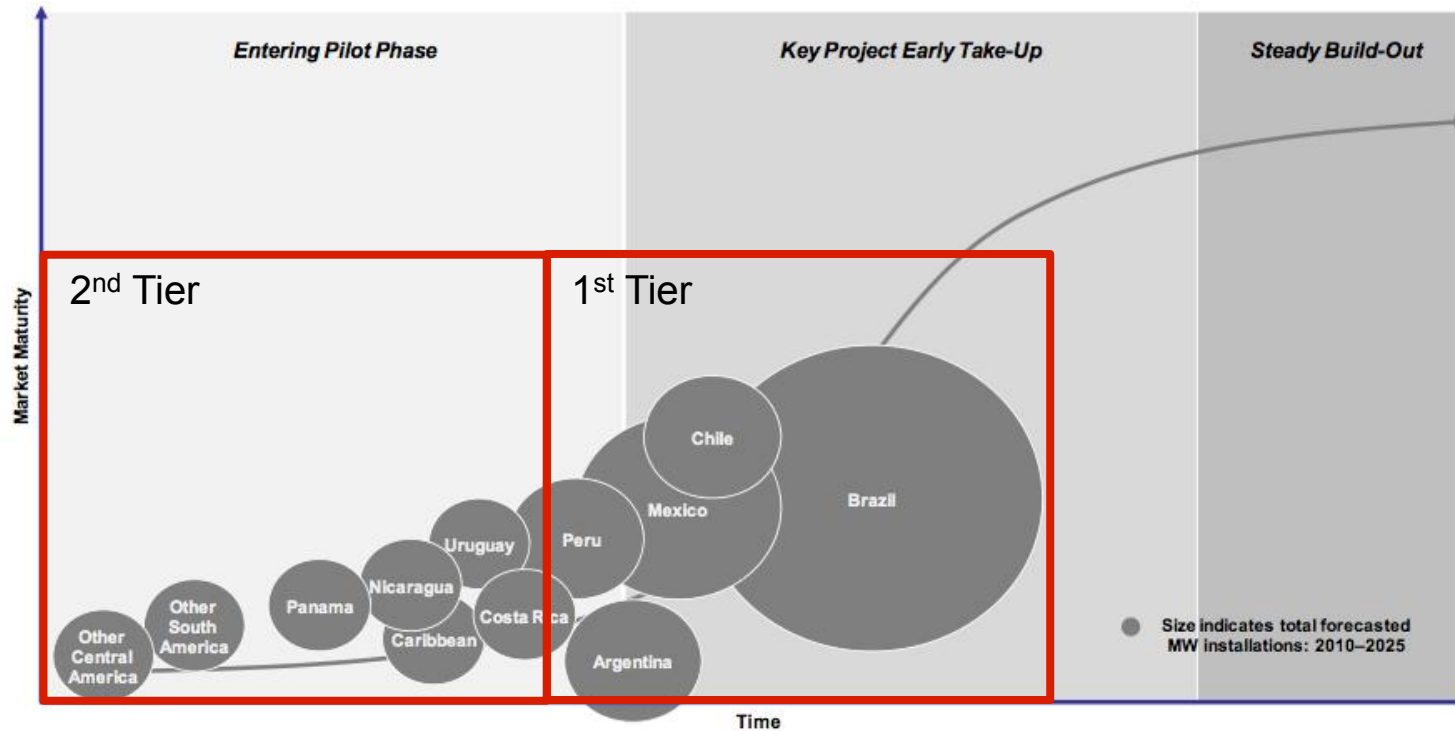 Entering Pilot Phase
Key Project Early Take-Up
Steady Build-Out
2nd Tier
1st Tier
Market Maturity
Chile
Brazil
Mexico
Peru
Uruguay
Nicaragua
Panama
Costa Rica
Other
South
America
Caribbean
Other
Central
America
Argentina
Size indicates total forecasted
MW installations: 2010–2025
Time